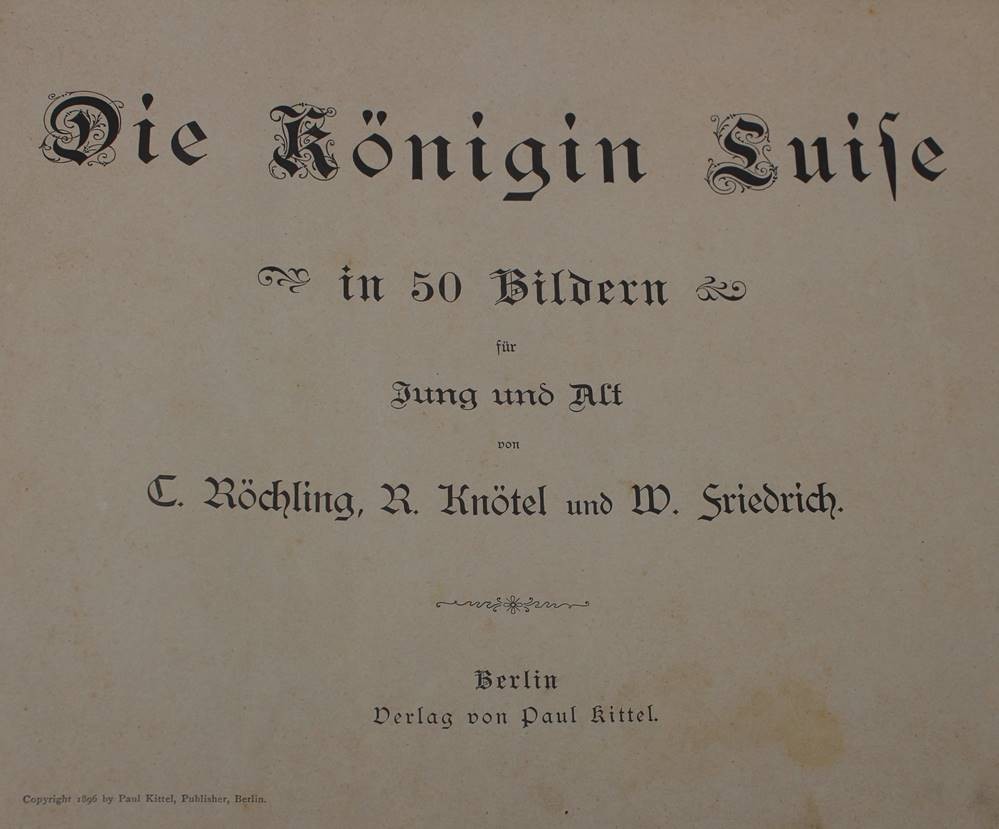 Die Königin Luiſe
in 50 Bildern
für
Jung und Alt
von
C. Röchling, R. Knötel und W. Friedrich.
Berlin
Verlag von Paul Kittel.
Copyright 1896 by Paul Kittel, Publisher, Berlin.